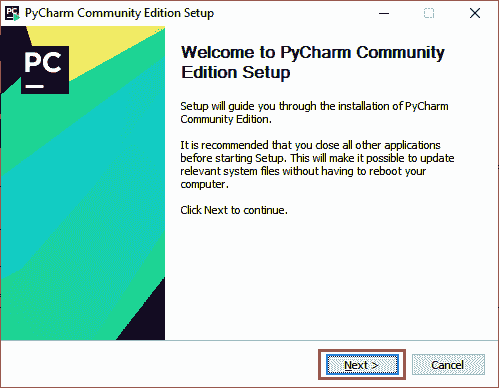 PyCharm Community Edition Setup
PC
Welcome to PyCharm Community
Edition Setup
Setup will guide you through the installation of PyCharm
Community Edition.
It is recommended that you close all other applications
before starting Setup. This will make it possible to update
relevant system files without having to reboot your
computer.
Click Next to continue.
Next >
Cancel